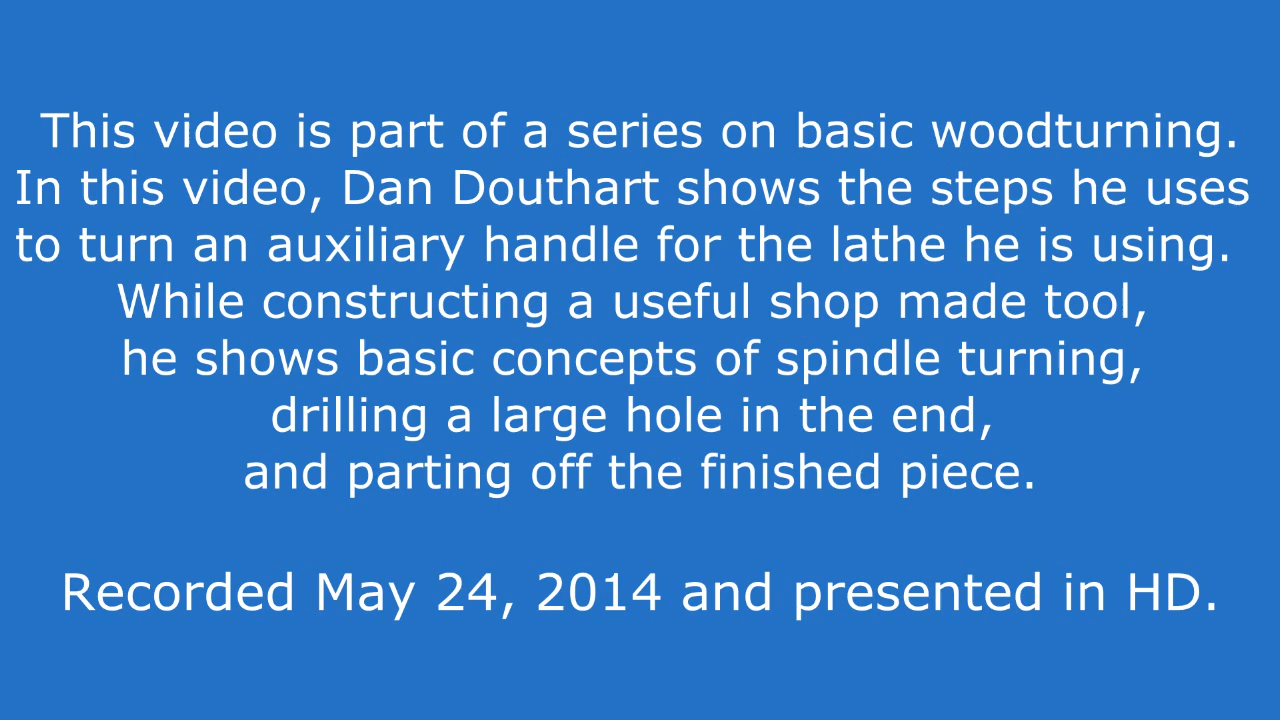 This video is part of a series on basic woodturning.
In this video, Dan Douthart shows the steps he uses
to turn an auxiliary handle for the lathe he is using.
While constructing a useful shop made tool,
he shows basic concepts of spindle turning,
drilling a large hole in the end,
and parting off the finished piece.
Recorded May 24, 2014 and presented in HD.